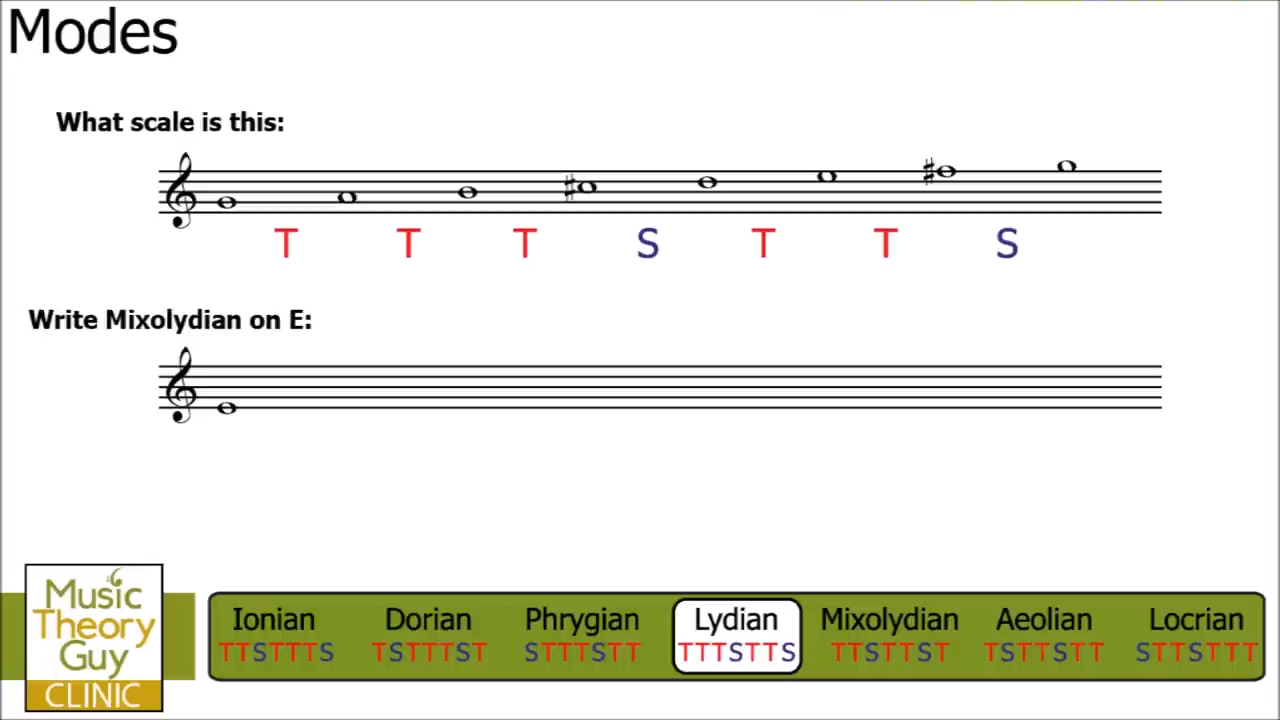 Modes
What scale is this:
T T T S T T S
Write Mixolydian on E:
Music
Theory
Guy
CLINIC
Ionian Dorian Phrygian Lydian Mixolydian Aeolian Locrian
TTSTTTS TSTTTST STTTSTT TTTSTTS TTSTTST TSTTSTT STTSTTT